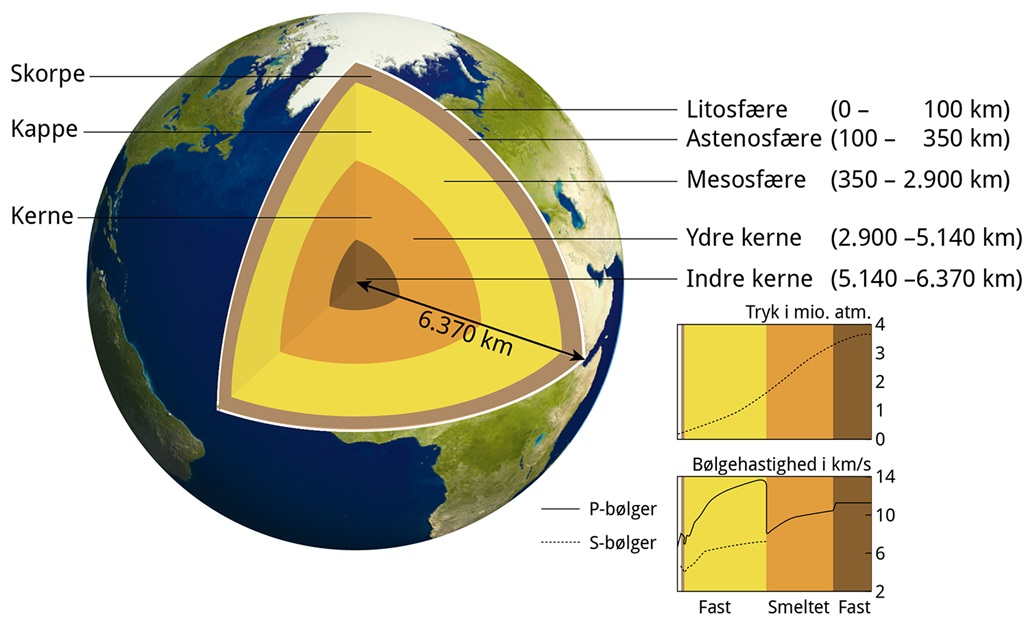 Skorpe
Kappe
Kerne
Litosfære (0 – 100 km)
Astenosfære (100 – 350 km)
Mesosfære (350 – 2.900 km)
Ydre kerne (2.900 –5.140 km)
Indre kerne (5.140 –6.370 km)
6.370 km
Tryk i mio. atm.
4
3
2
1
0
Bølgehastighed i km/s
14
10
6
2
P-bølger
S-bølger
Fast Smeltet Fast